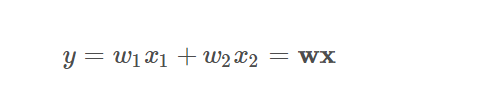 y = w₁x₁ + w₂x₂ = **wx**